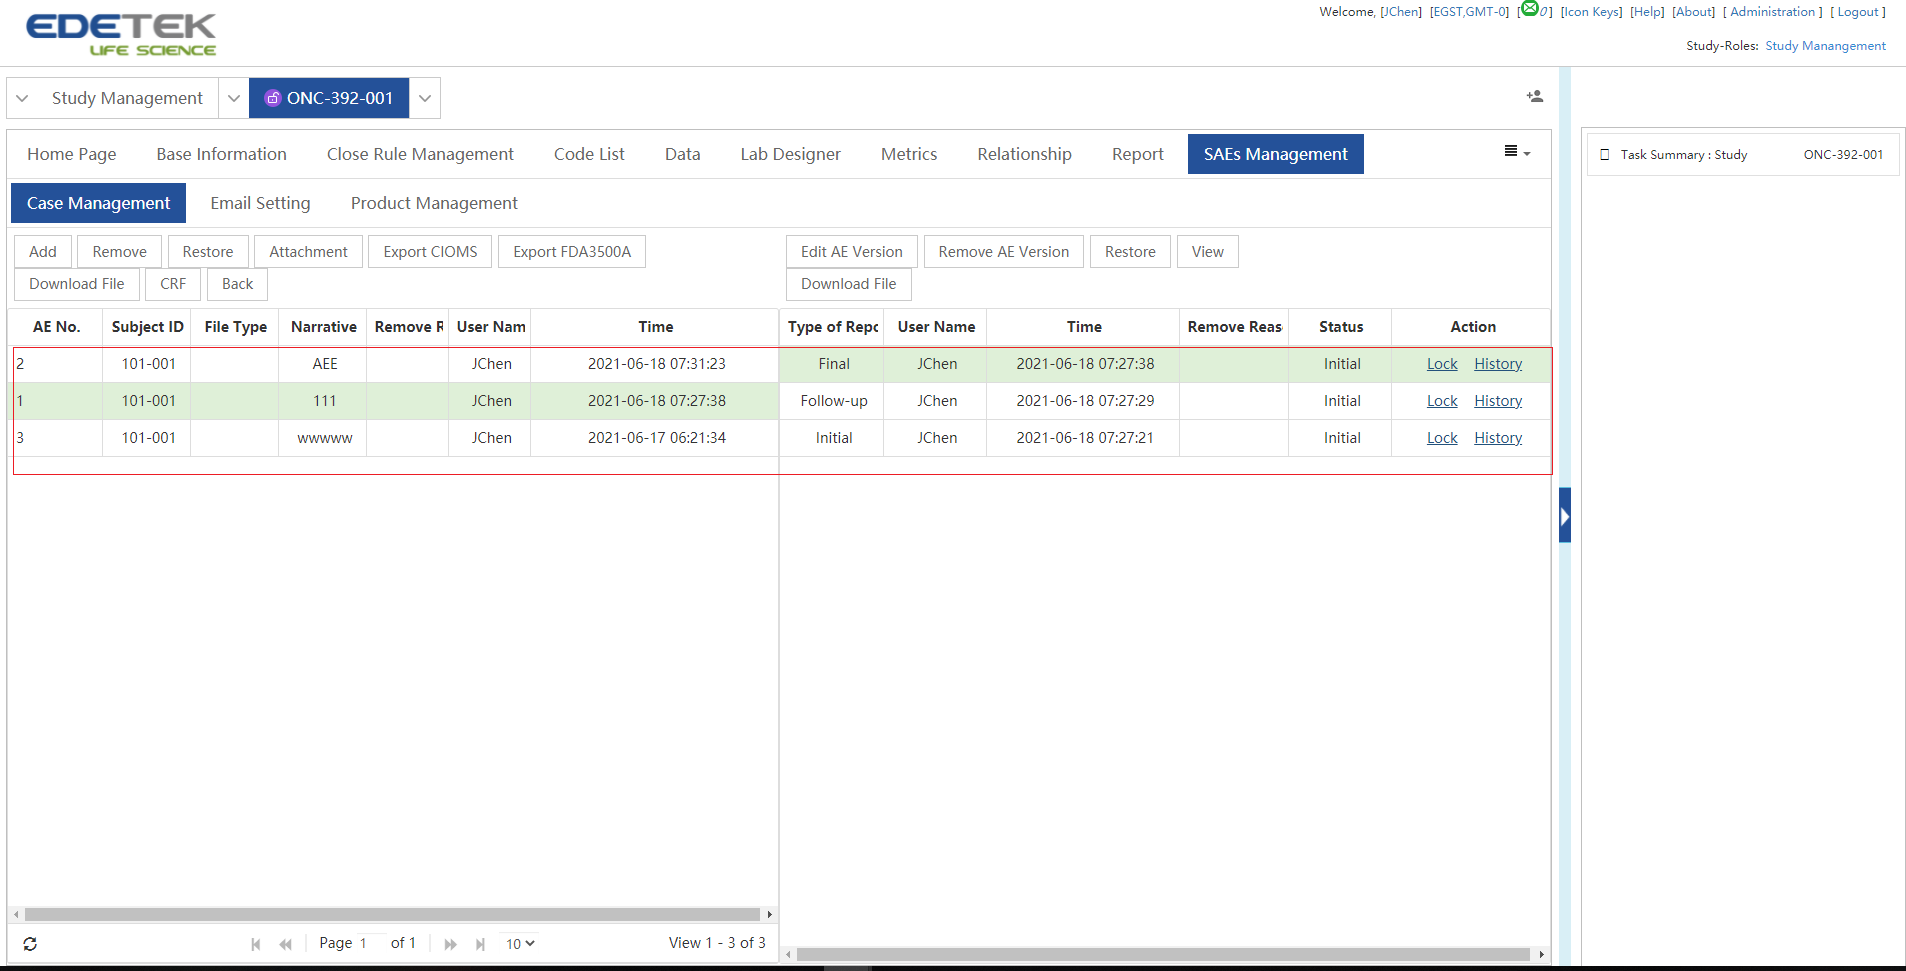 EDETEK
LIFE SCIENCE
Welcome, [JChen] [EGST,GMT-0] [ 0 ] [Icon Keys] [Help] [About] [ Administration ] [ Logout ]
Study-Roles: Study Manangement
Study Management ONC-392-001
Home Page Base Information Close Rule Management Code List Data Lab Designer Metrics Relationship Report SAEs Management
Task Summary : Study ONC-392-001
Case Management Email Setting Product Management
Add Remove Restore Attachment Export CIOMS Export FDA3500A
Download File CRF Back
Edit AE Version Remove AE Version Restore View
Download File
AE No. Subject ID File Type Narrative Remove R User Nam Time Type of Repo User Name Time Remove Reas Status Action
2 101-001 AEE JChen 2021-06-18 07:31:23 Final JChen 2021-06-18 07:27:38 Initial Lock History
1 101-001 111 JChen 2021-06-18 07:27:38 Follow-up JChen 2021-06-18 07:27:29 Initial Lock History
3 101-001 wwwww JChen 2021-06-17 06:21:34 Initial JChen 2021-06-18 07:27:21 Initial Lock History
Page 1 of 1 10 View 1 - 3 of 3